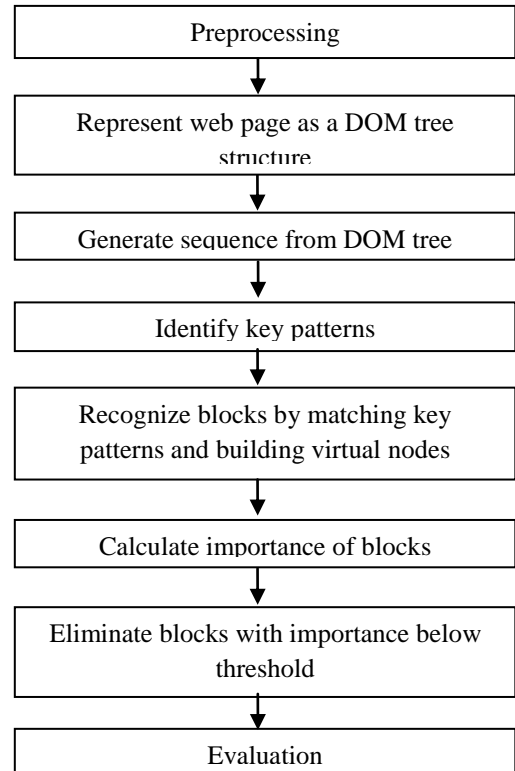 Preprocessing
Represent web page as a DOM tree
structure
Generate sequence from DOM tree
Identify key patterns
Recognize blocks by matching key
patterns and building virtual nodes
Calculate importance of blocks
Eliminate blocks with importance below
threshold
Evaluation